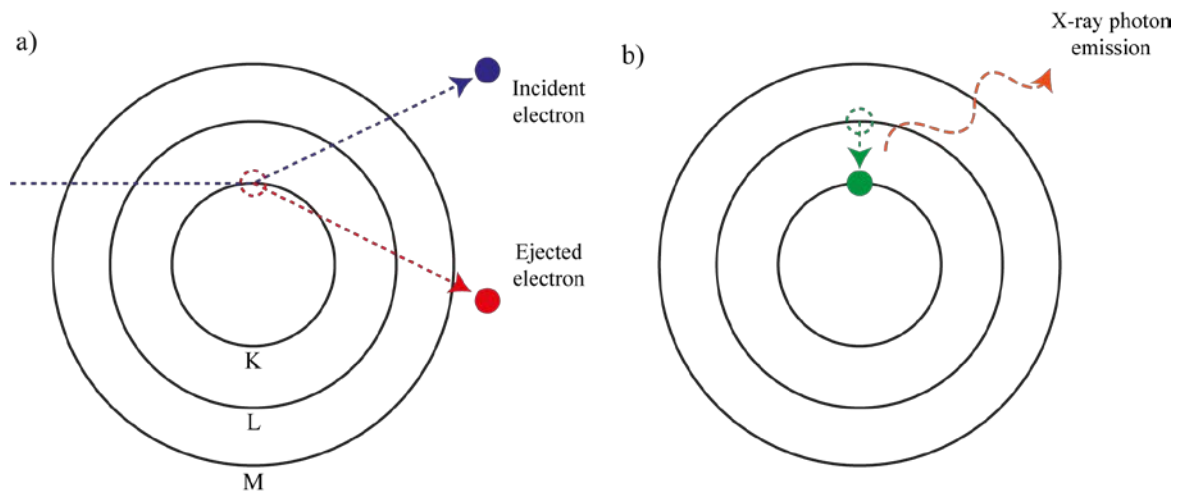 a)
Incident
electron
Ejected
electron
K
L
M
b)
X-ray photon
emission